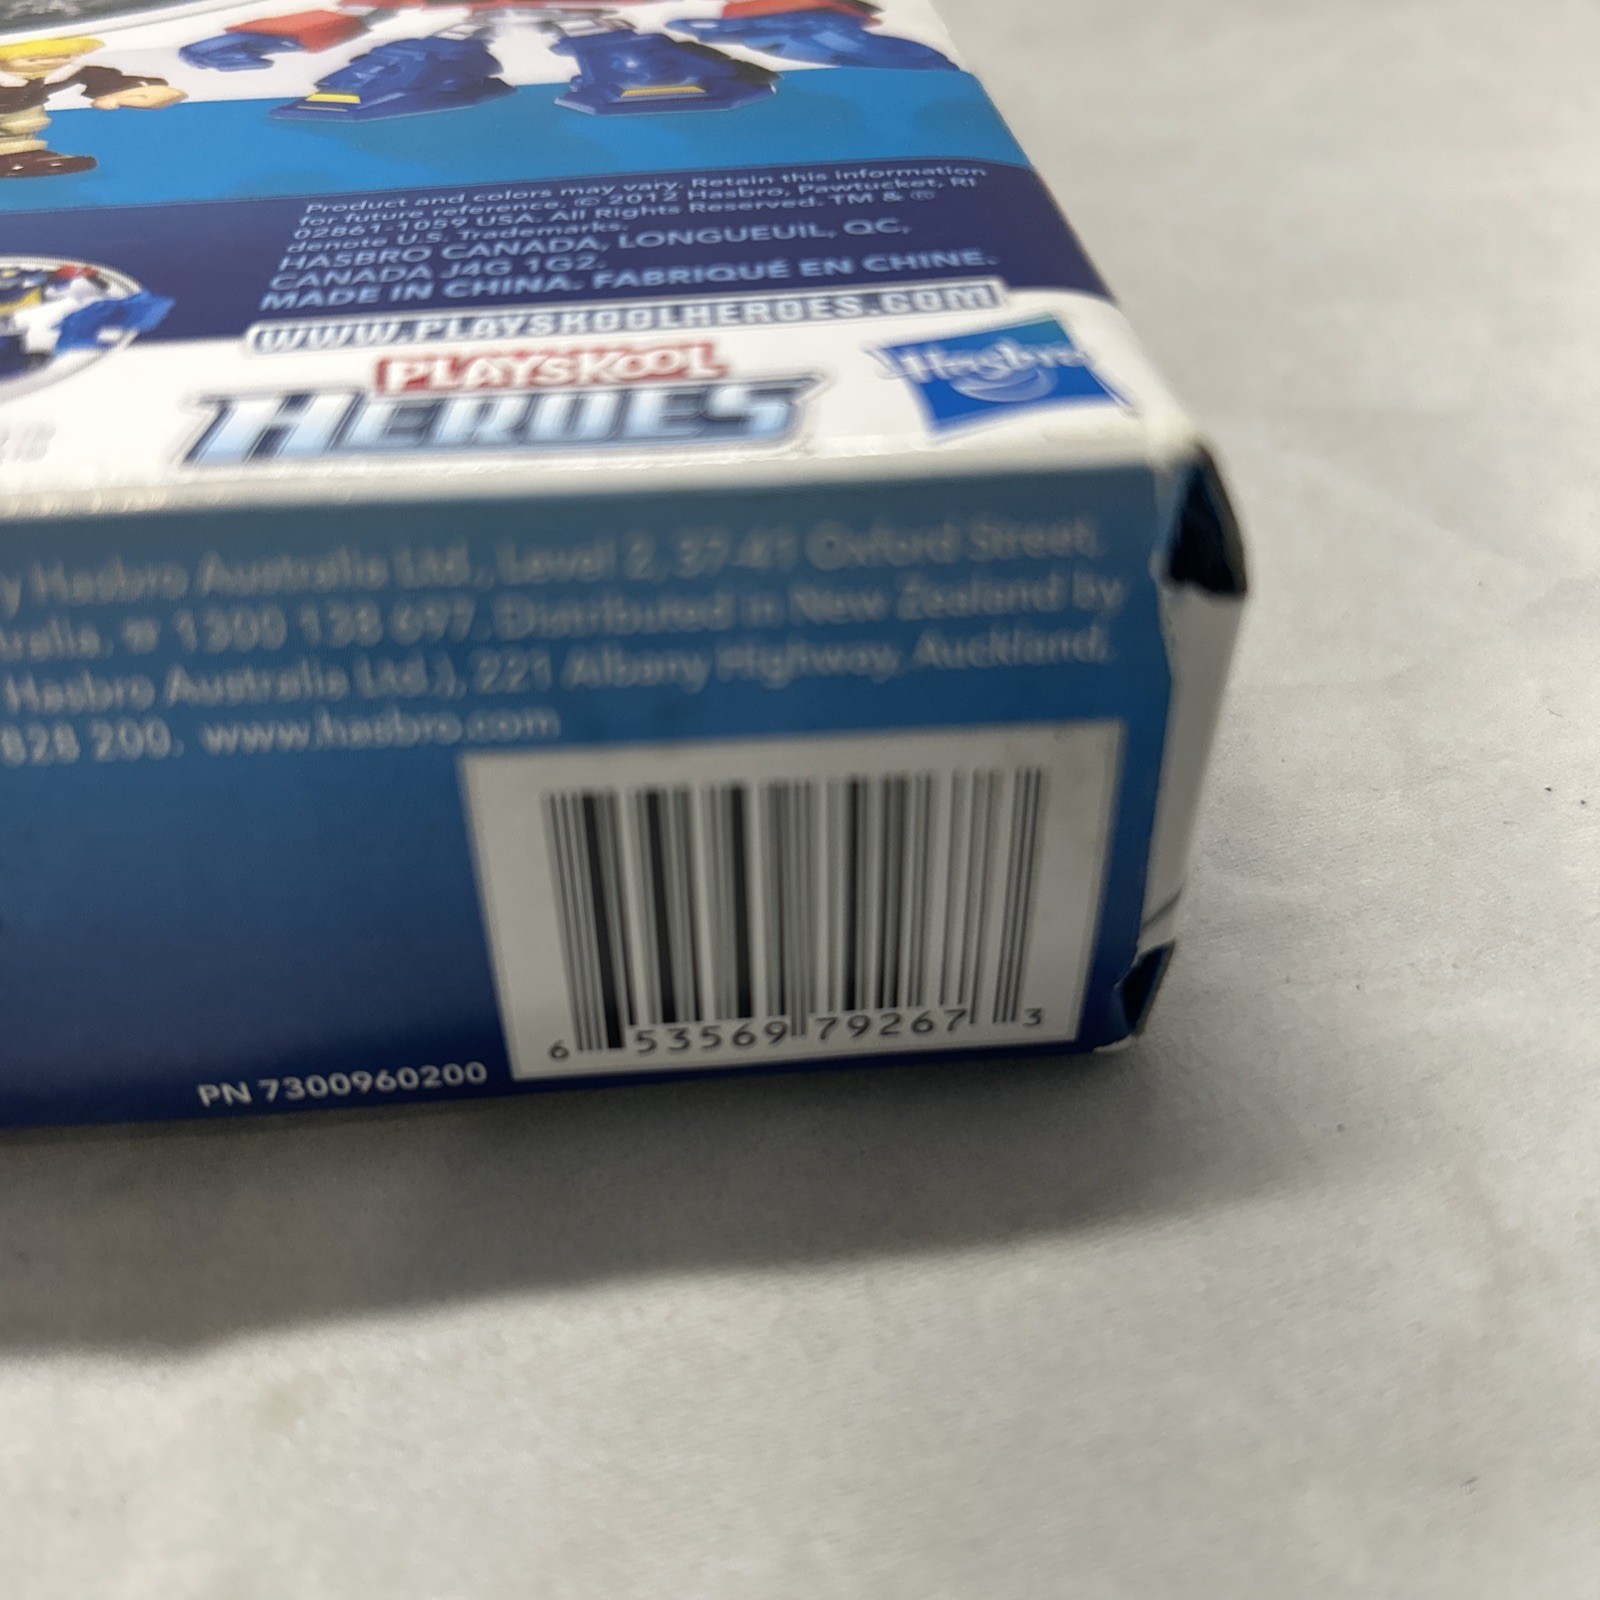 Product and colors may vary. Retain this information
for future reference. © 2012 Hasbro, Pawtucket, RI
02861-1059 USA. All Rights Reserved. TM & ®
denote U.S. Trademarks.
HASBRO CANADA, LONGUEUIL, QC,
CANADA J4G 1G2.
MADE IN CHINA. FABRIQUÉ EN CHINE.
WWW.PLAYSKOOLHEROES.COM
PLAYSKOOL
HEROES
Hasbro
y Hasbro Australia Ltd., Level 2, 37-41 Oxford Street,
tralia. ☎ 1300 138 697. Distributed in New Zealand by
Hasbro Australia Ltd.), 221 Albany Highway, Auckland,
828 200. www.hasbro.com
6 53569 79267 3
PN 7300960200